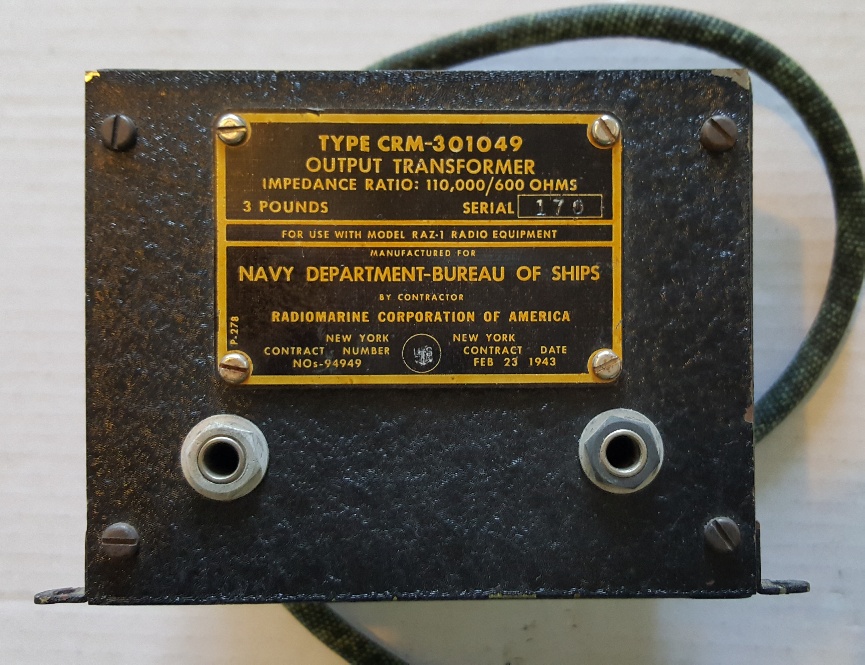 TYPE CRM-301049
OUTPUT TRANSFORMER
IMPEDANCE RATIO: 110,000/600 OHMS
3 POUNDS SERIAL 170
FOR USE WITH MODEL RAZ-1 RADIO EQUIPMENT
MANUFACTURED FOR
NAVY DEPARTMENT-BUREAU OF SHIPS
BY CONTRACTOR
RADIOMARINE CORPORATION OF AMERICA
NEW YORK NEW YORK
CONTRACT NUMBER CONTRACT DATE
NOs-94949 FEB 23 1943
P-278